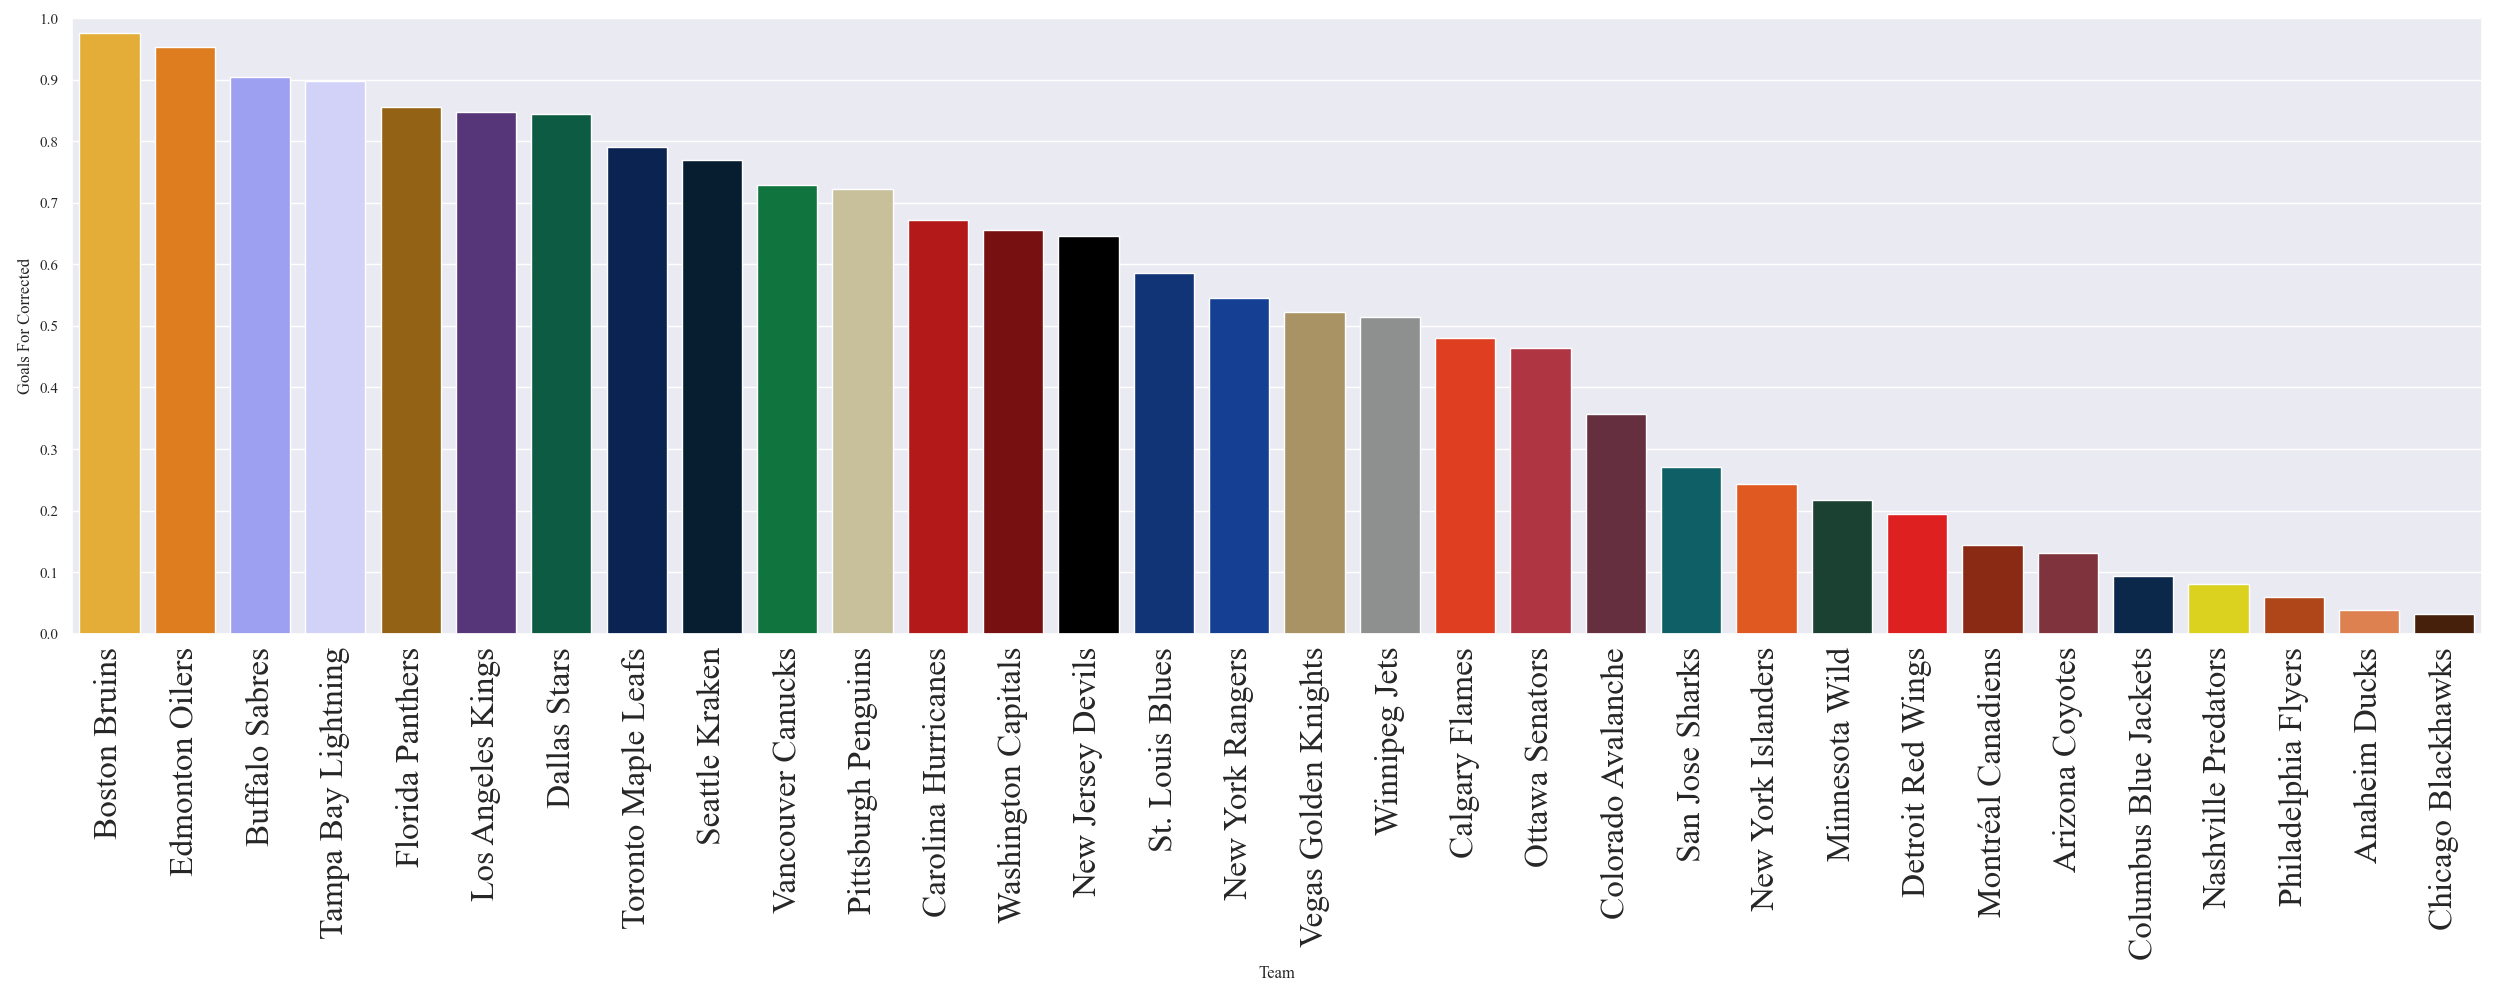 1.0
0.9
0.8
0.7
0.6
0.5
0.4
0.3
0.2
0.1
0.0
Goals For Corrected
Boston Bruins
Edmonton Oilers
Buffalo Sabres
Tampa Bay Lightning
Florida Panthers
Los Angeles Kings
Dallas Stars
Toronto Maple Leafs
Seattle Kraken
Vancouver Canucks
Pittsburgh Penguins
Carolina Hurricanes
Washington Capitals
New Jersey Devils
St. Louis Blues
New York Rangers
Vegas Golden Knights
Winnipeg Jets
Calgary Flames
Ottawa Senators
Colorado Avalanche
San Jose Sharks
New York Islanders
Minnesota Wild
Detroit Red Wings
Montréal Canadiens
Arizona Coyotes
Columbus Blue Jackets
Nashville Predators
Philadelphia Flyers
Anaheim Ducks
Chicago Blackhawks
Team